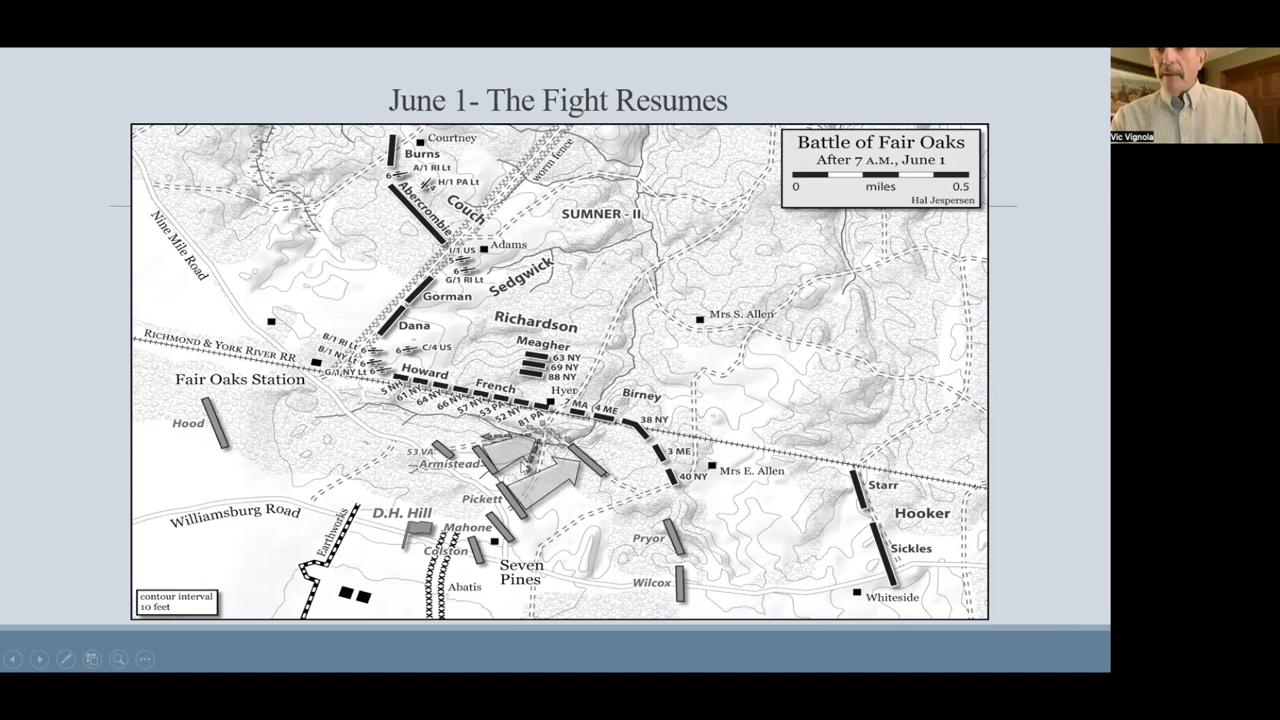 June 1- The Fight Resumes
Vic Vignola
Battle of Fair Oaks
After 7 A.M., June 1
0 miles 0.5
Hal Jespersen
Courtney
Burns
A/1 RI Lt
6
H/1 PA Lt
4
Abercrombie
Couch
worm fence
SUMNER - II
Nine Mile Road
I/1 US
5
Adams
6
G/1 RI Lt
Sedgwick
Gorman
Dana
Richardson
Mrs S. Allen
RICHMOND & YORK RIVER RR
B/1 RI Lt
6
B/1 NY Lt
6
G/1 NY Lt
6
6
C/4 US
Meagher
63 NY
69 NY
88 NY
Fair Oaks Station
Howard
French
Hyer
Birney
5 NH
61 NY
64 NY
66 NY
57 NY
53 PA
52 NY
81 PA
7 MA
4 ME
38 NY
3 ME
40 NY
Hood
53 VA
Armistead
Mrs E. Allen
Pickett
Starr
Hooker
Williamsburg Road
Earthworks
D.H. Hill
Mahone
Colston
Pryor
Sickles
Seven
Pines
Wilcox
Abatis
Whiteside
contour interval
10 feet